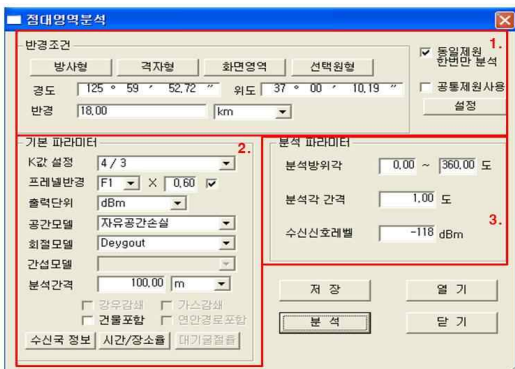 점대영역분석
반경조건
1.
방사형 격자형 화면영역 선택원형
동일제원
한번만 분석
경도 125 ° 59 ′ 52,72 ″ 위도 37 ° 00 ′ 10,19 ″
공통제원사용
반경 18,00 km
설정
기본 파라미터
2.
K값 설정 4 / 3
프레넬반경 F1 X 0,60
출력단위 dBm
공간모델 자유공간손실
회절모델 Deygout
간섭모델
분석간격 100,00 m
강우감쇄 가스감쇄
건물포함 연안경로포함
수신국 정보 시간/장소율 대기굴절률
분석 파라미터
분석방위각 0,00 ~ 360,00 도
분석각 간격 1,00 도
3.
수신신호레벨 -118 dBm
저 장 열 기
분 석 닫 기